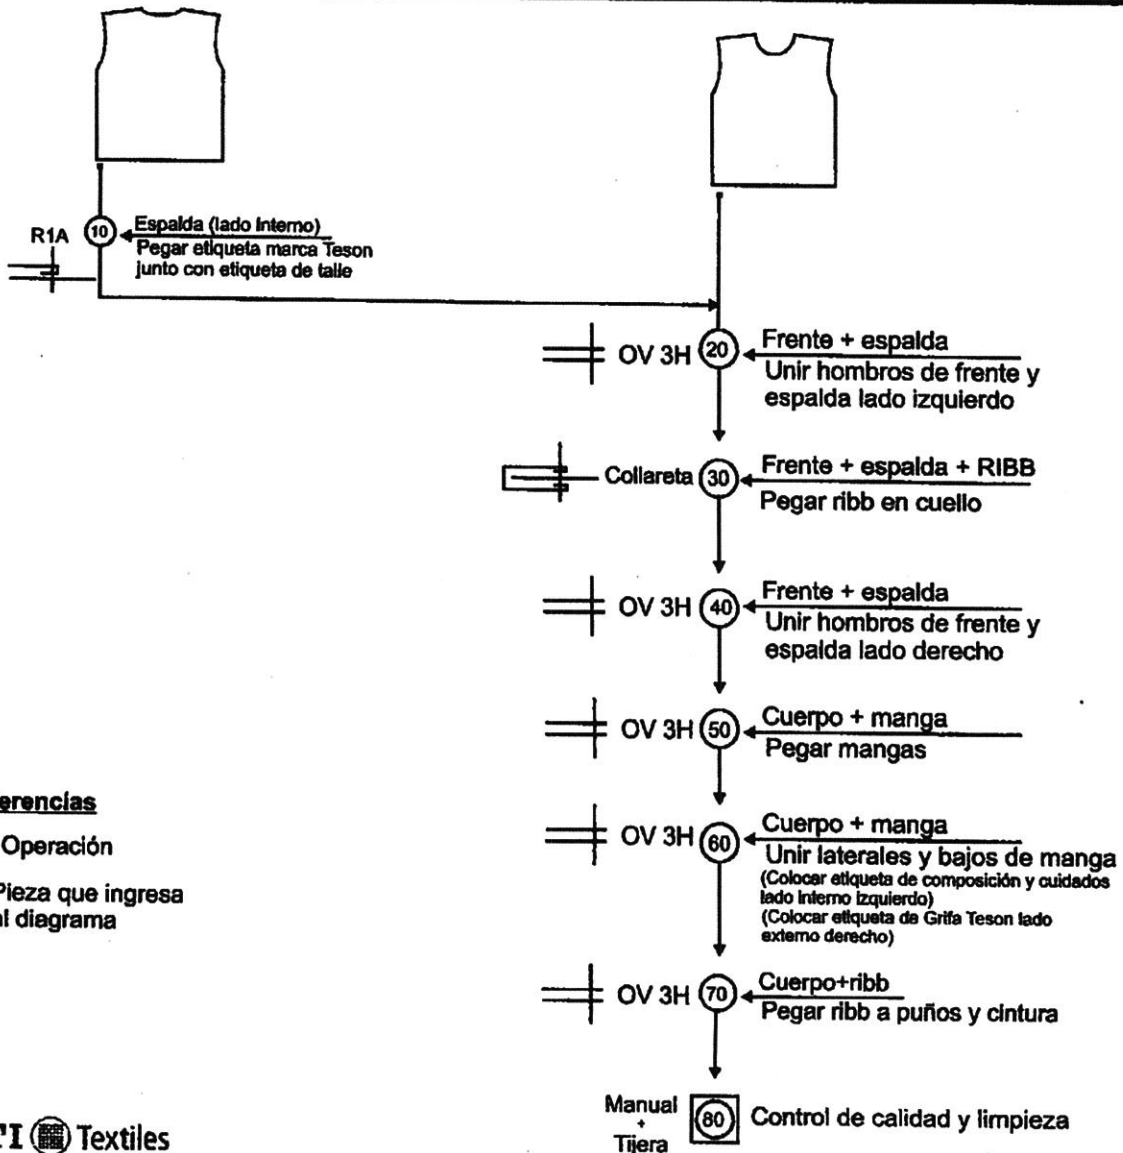 R1A
10
Espalda (lado Interno)
Pegar etiqueta marca Teson
junto con etiqueta de talle
OV 3H
20
Frente + espalda
Unir hombros de frente y
espalda lado izquierdo
Collareta
30
Frente + espalda + RIBB
Pegar ribb en cuello
OV 3H
40
Frente + espalda
Unir hombros de frente y
espalda lado derecho
OV 3H
50
Cuerpo + manga
Pegar mangas
OV 3H
60
Cuerpo + manga
Unir laterales y bajos de manga
(Colocar etiqueta de composición y cuidados
lado interno izquierdo)
(Colocar etiqueta de Grifa Teson lado
externo derecho)
OV 3H
70
Cuerpo+ribb
Pegar ribb a puños y cintura
Manual
+
Tijera
80
Control de calidad y limpieza
erencias
Operación
Pieza que ingresa
al diagrama
TI Textiles